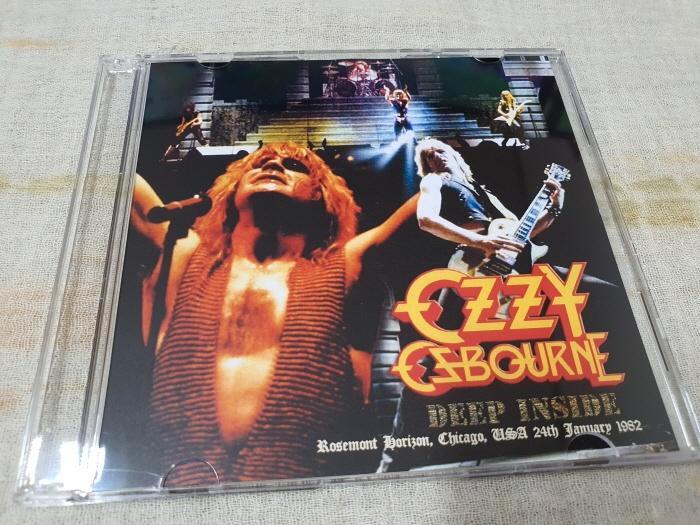 OZZY
OSBOURNE
DEEP INSIDE
Rosemont Horizon, Chicago, USA 24th January 1982